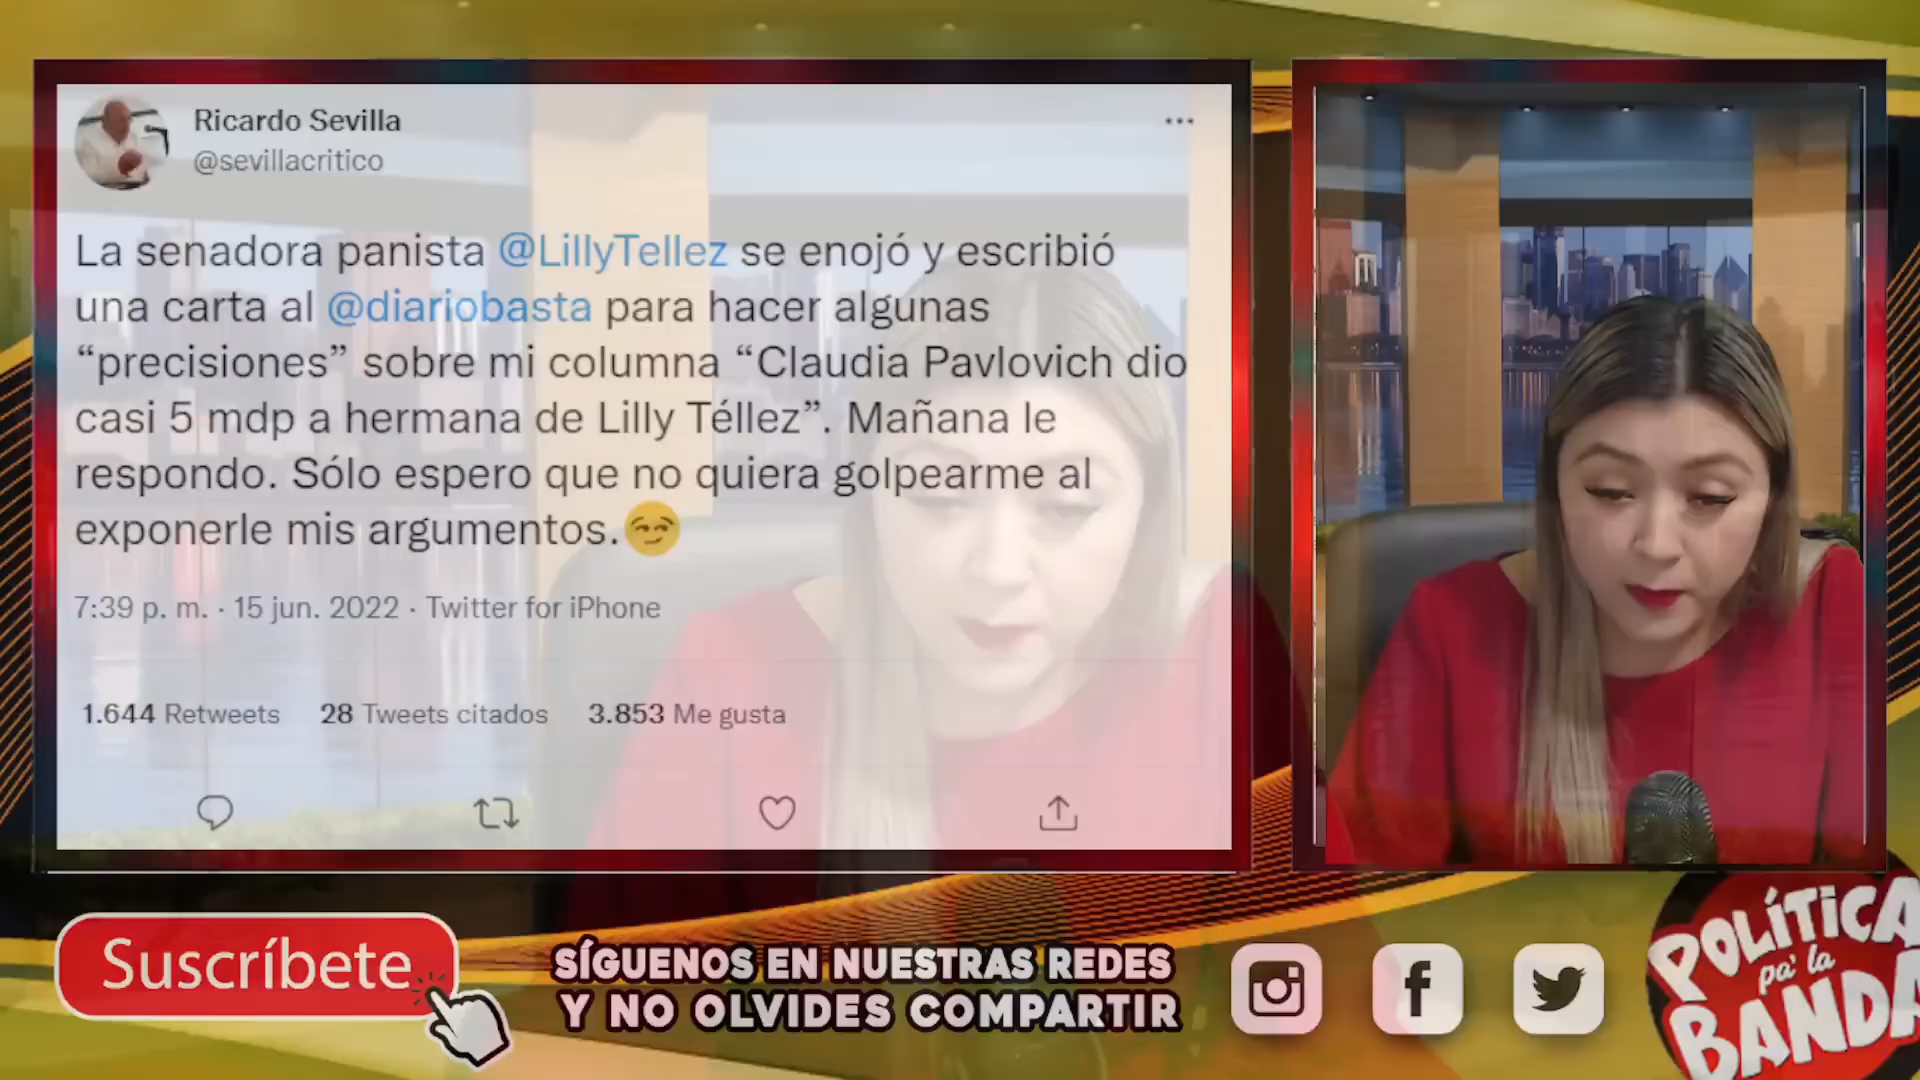 Ricardo Sevilla
@sevillacritico
La senadora panista @LillyTellez se enojó y escribió
una carta al @diariobasta para hacer algunas
“precisiones” sobre mi columna “Claudia Pavlovich dio
casi 5 mdp a hermana de Lilly Téllez”. Mañana le
respondo. Sólo espero que no quiera golpearme al
exponerle mis argumentos.😏
7:39 p. m. · 15 jun. 2022 · Twitter for iPhone
1.644 Retweets 28 Tweets citados 3.853 Me gusta
Suscríbete
SÍGUENOS EN NUESTRAS REDES
Y NO OLVIDES COMPARTIR
POLÍTICA
pa' la
BANDA